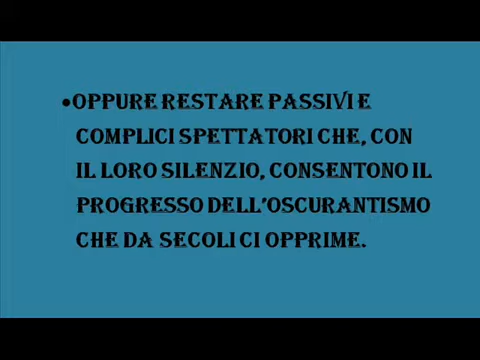 •OPPURE RESTARE PASSIVI E
COMPLICI SPETTATORI CHE, CON
IL LORO SILENZIO, CONSENTONO IL
PROGRESSO DELL'OSCURANTISMO
CHE DA SECOLI CI OPPRIME.